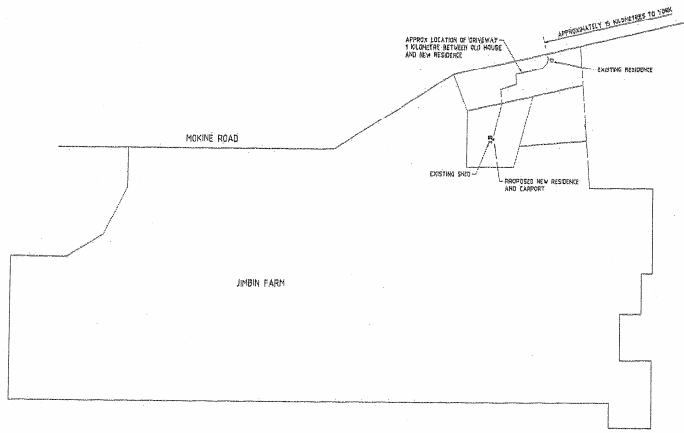 APPROXIMATELY 15 KILOMETRES TO YORK
APPROX LOCATION OF DRIVEWAY
1 KILOMETRE BETWEEN OLD HOUSE
AND NEW RESIDENCE
EXISTING RESIDENCE
MOKINE ROAD
EXISTING SHED
PROPOSED NEW RESIDENCE
AND CARPORT
JIMBIN FARM